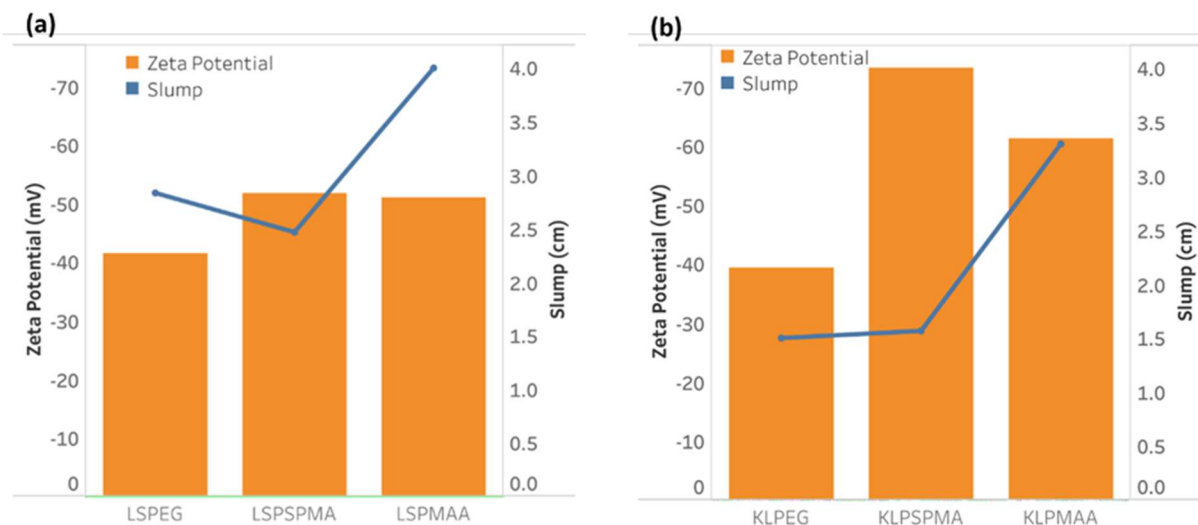 (a)
Zeta Potential
Slump
Zeta Potential (mV)
-70
-60
-50
-40
-30
-20
-10
0
4.0
3.5
3.0
2.5
2.0
1.5
1.0
0.5
0.0
Slump (cm)
LSPEG LSPSPMA LSPMAA
(b)
Zeta Potential
Slump
Zeta Potential (mV)
-70
-60
-50
-40
-30
-20
-10
0
4.0
3.5
3.0
2.5
2.0
1.5
1.0
0.5
0.0
Slump (cm)
KLPEG KLPSPMA KLPMAA